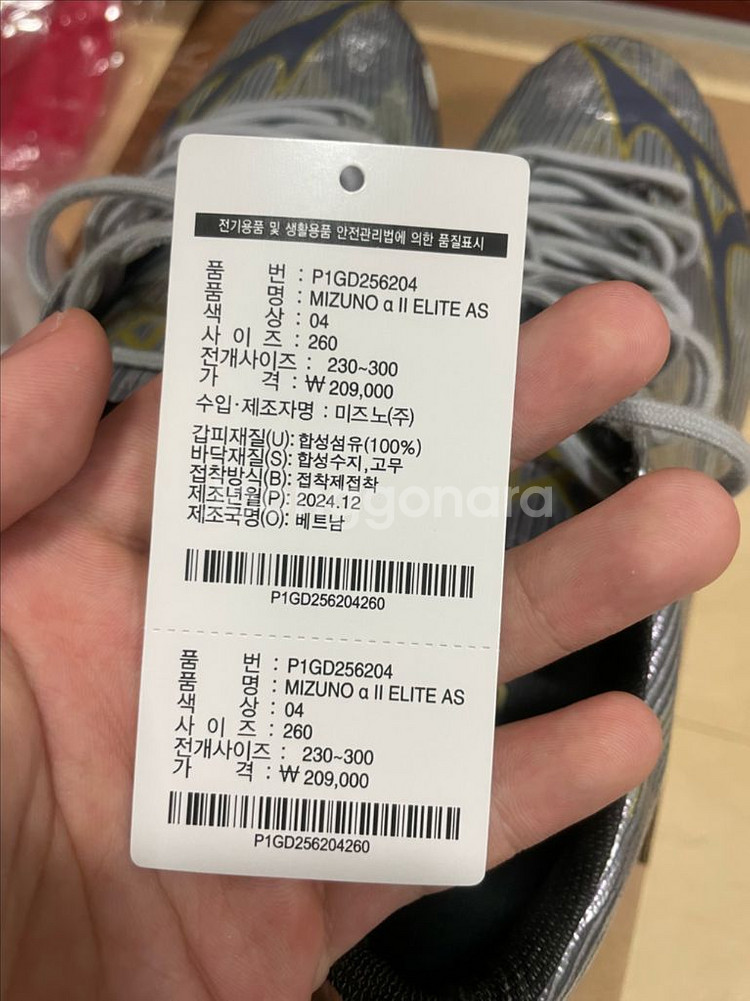 전기용품 및 생활용품 안전관리법에 의한 품질표시
품 번 : P1GD256204
품 명 : MIZUNO α II ELITE AS
색 상 : 04
사 이 즈 : 260
전개사이즈 : 230~300
가 격 : ₩ 209,000
수입·제조자명 : 미즈노(주)
갑피재질(U): 합성섬유(100%)
바닥재질(S): 합성수지,고무
접착방식(B): 접착제접착
제조년월(P): 2024.12
제조국명(O): 베트남
P1GD256204260
품 번 : P1GD256204
품 명 : MIZUNO α II ELITE AS
색 상 : 04
사 이 즈 : 260
전개사이즈 : 230~300
가 격 : ₩ 209,000
P1GD256204260